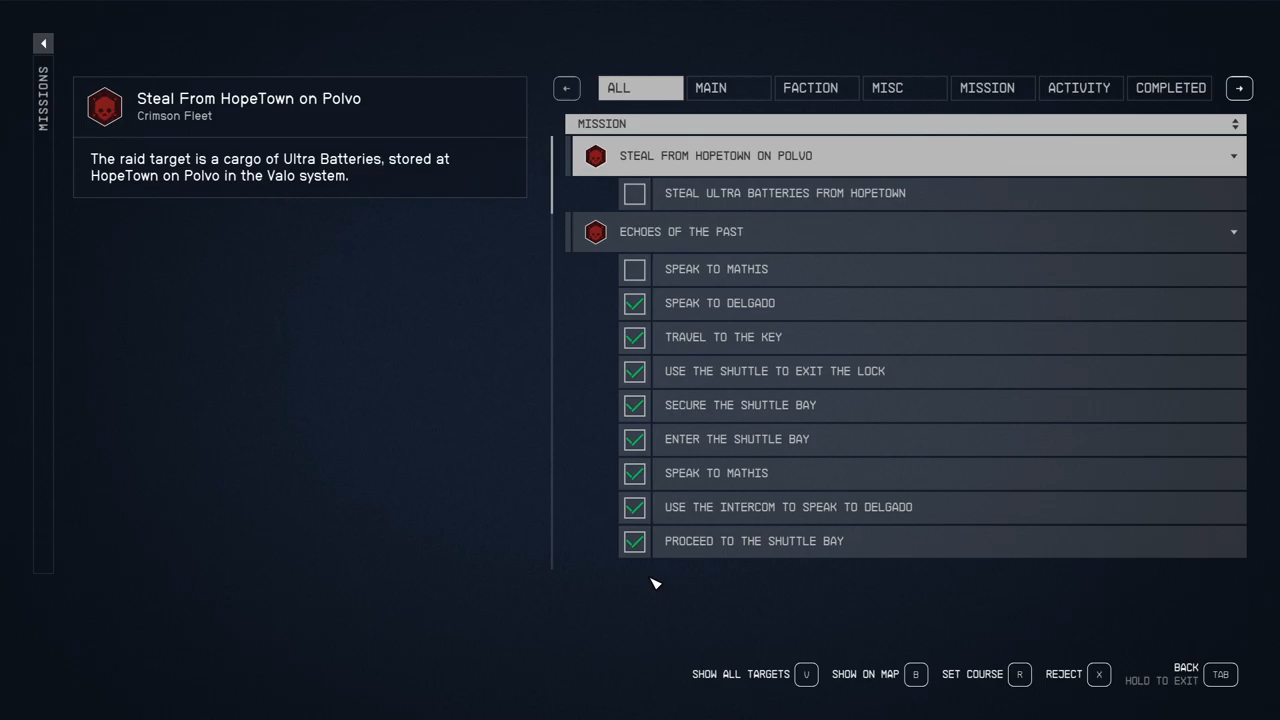 MISSIONS
Steal From HopeTown on Polvo
Crimson Fleet
The raid target is a cargo of Ultra Batteries, stored at
HopeTown on Polvo in the Valo system.
ALL MAIN FACTION MISC MISSION ACTIVITY COMPLETED
MISSION
STEAL FROM HOPETOWN ON POLVO
STEAL ULTRA BATTERIES FROM HOPETOWN
ECHOES OF THE PAST
SPEAK TO MATHIS
SPEAK TO DELGADO
TRAVEL TO THE KEY
USE THE SHUTTLE TO EXIT THE LOCK
SECURE THE SHUTTLE BAY
ENTER THE SHUTTLE BAY
SPEAK TO MATHIS
USE THE INTERCOM TO SPEAK TO DELGADO
PROCEED TO THE SHUTTLE BAY
SHOW ALL TARGETS V SHOW ON MAP B SET COURSE R REJECT X BACK TAB
HOLD TO EXIT